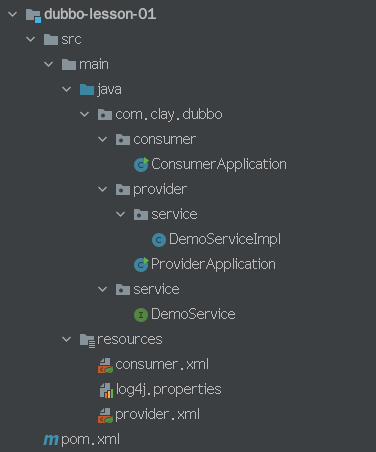 dubbo-lesson-01
src
main
java
com.clay.dubbo
consumer
ConsumerApplication
provider
service
DemoServiceImpl
ProviderApplication
service
DemoService
resources
consumer.xml
log4j.properties
provider.xml
pom.xml